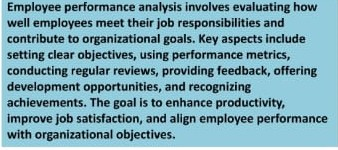 Employee performance analysis involves evaluating how
well employees meet their job responsibilities and
contribute to organizational goals. Key aspects include
setting clear objectives, using performance metrics,
conducting regular reviews, providing feedback, offering
development opportunities, and recognizing
achievements. The goal is to enhance productivity,
improve job satisfaction, and align employee performance
with organizational objectives.